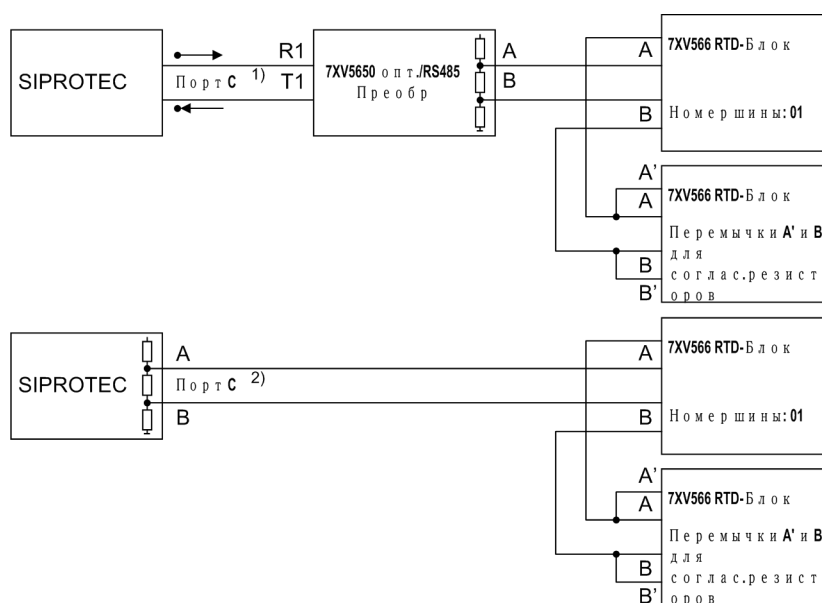 R1
A
A
7XV566 RTD-Блок
SIPROTEC
Порт C 1)
T1
7XV5650 опт./RS485
Преобр
B
B
Номер шины: 01
A'
A
7XV566 RTD-Блок
Перемычки A' и B
для
соглас.резист
оров
B
B'
A
A
7XV566 RTD-Блок
SIPROTEC
Порт C 2)
B
B
Номер шины: 01
A'
A
7XV566 RTD-Блок
Перемычки A' и B
для
соглас.резист
оров
B
B'